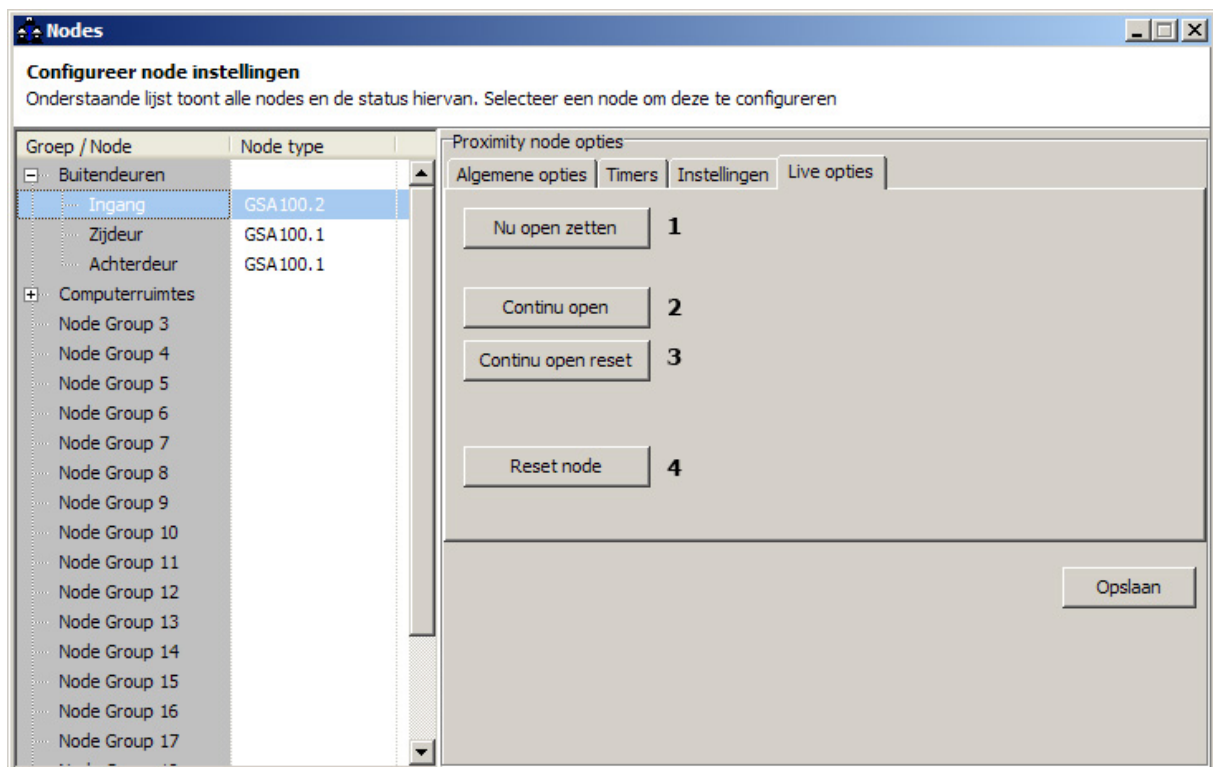 Nodes
Configureer node instellingen
Onderstaande lijst toont alle nodes en de status hiervan. Selecteer een node om deze te configureren
Groep / Node Node type
Buitendeuren
Ingang GSA100.2
Zijdeur GSA100.1
Achterdeur GSA100.1
Computerruimtes
Node Group 3
Node Group 4
Node Group 5
Node Group 6
Node Group 7
Node Group 8
Node Group 9
Node Group 10
Node Group 11
Node Group 12
Node Group 13
Node Group 14
Node Group 15
Node Group 16
Node Group 17
Proximity node opties
Algemene opties Timers Instellingen Live opties
Nu open zetten 1
Continu open 2
Continu open reset 3
Reset node 4
Opslaan